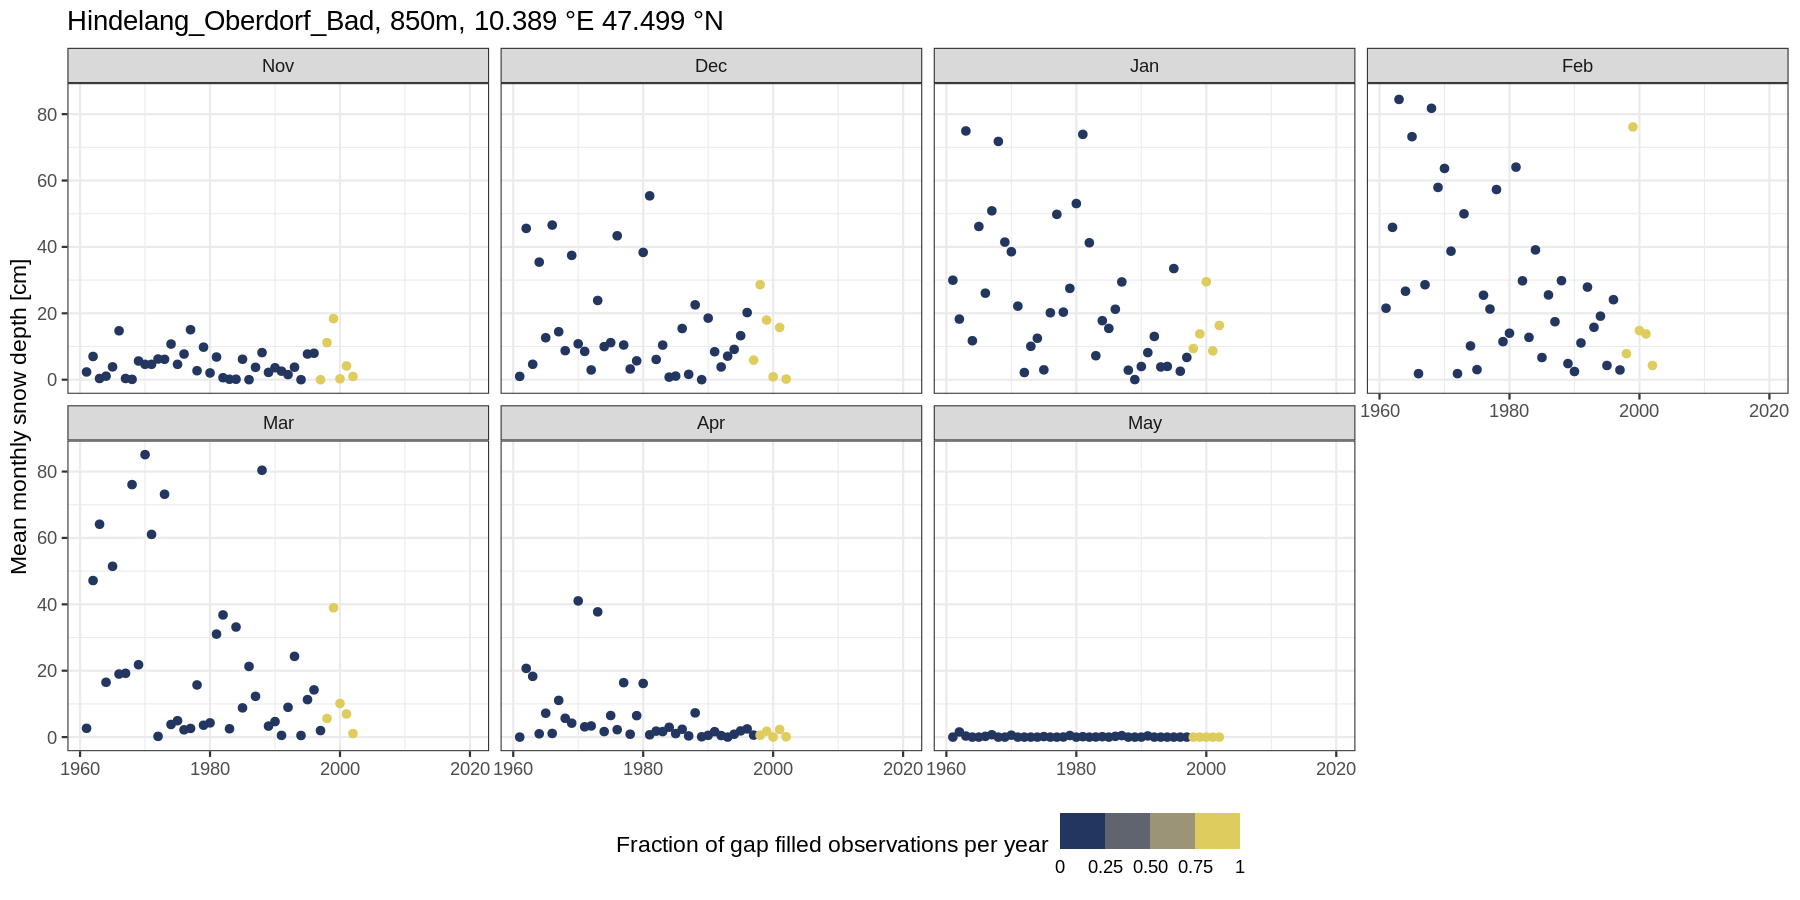 Hindelang_Oberdorf_Bad, 850m, 10.389 °E 47.499 °N
Nov Dec Jan Feb
80
60
40
20
0
1960 1980 2000 2020
Mean monthly snow depth [cm]
Mar Apr May
80
60
40
20
0
1960 1980 2000 2020 1960 1980 2000 2020 1960 1980 2000 2020
Fraction of gap filled observations per year
0 0.25 0.50 0.75 1